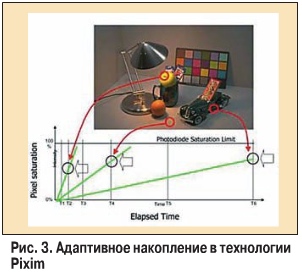 Photodiode Saturation Limit
100
%
Pixel saturation
0%
T1 T2 T3 T4 Time T5 T6
Elapsed Time
Рис. 3. Адаптивное накопление в технологии
Pixim